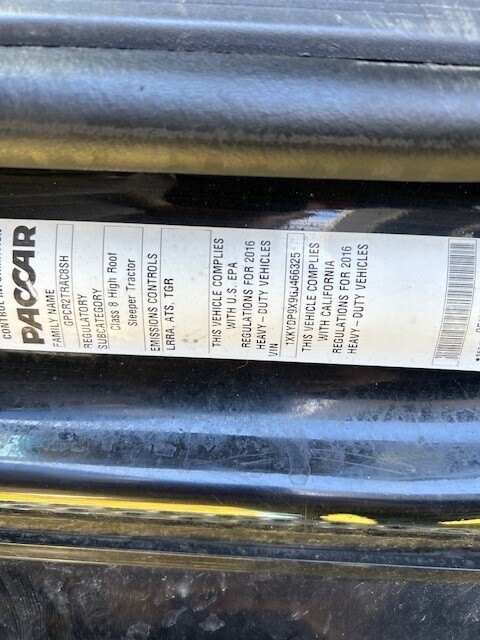 PACCAR
FAMILY NAME
GPCR2TRAC8SH
REGULATORY
SUBCATEGORY
Class 8 High Roof
Sleeper Tractor
EMISSIONS CONTROLS
LRRA, ATS, TGR
THIS VEHICLE COMPLIES
WITH U.S. EPA
REGULATIONS FOR 2016
HEAVY-DUTY VEHICLES
VIN
THIS VEHICLE COMPLIES
WITH CALIFORNIA
REGULATIONS FOR 2016
HEAVY-DUTY VEHICLES